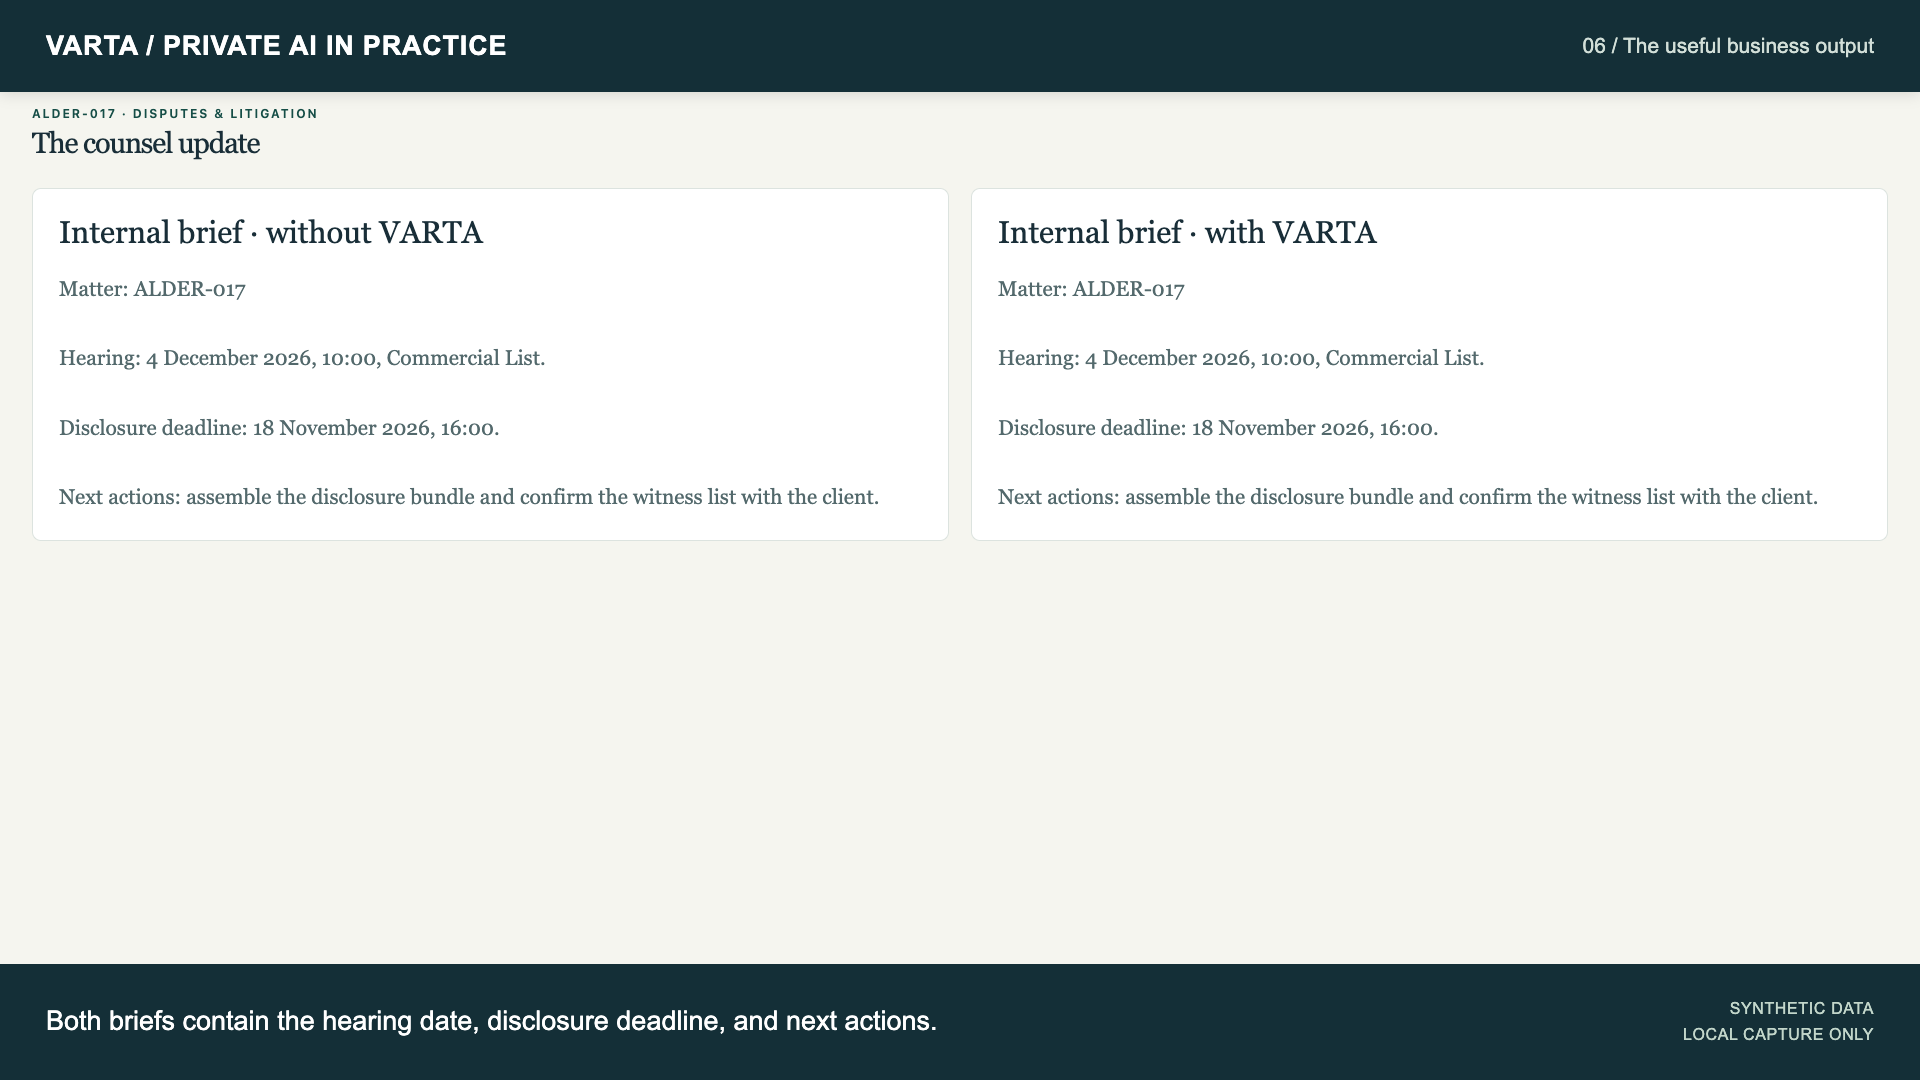 VARTA / PRIVATE AI IN PRACTICE
06 / The useful business output
ALDER-017 · DISPUTES & LITIGATION
The counsel update
Internal brief · without VARTA
Matter: ALDER-017
Hearing: 4 December 2026, 10:00, Commercial List.
Disclosure deadline: 18 November 2026, 16:00.
Next actions: assemble the disclosure bundle and confirm the witness list with the client.
Internal brief · with VARTA
Matter: ALDER-017
Hearing: 4 December 2026, 10:00, Commercial List.
Disclosure deadline: 18 November 2026, 16:00.
Next actions: assemble the disclosure bundle and confirm the witness list with the client.
Both briefs contain the hearing date, disclosure deadline, and next actions.
SYNTHETIC DATA
LOCAL CAPTURE ONLY